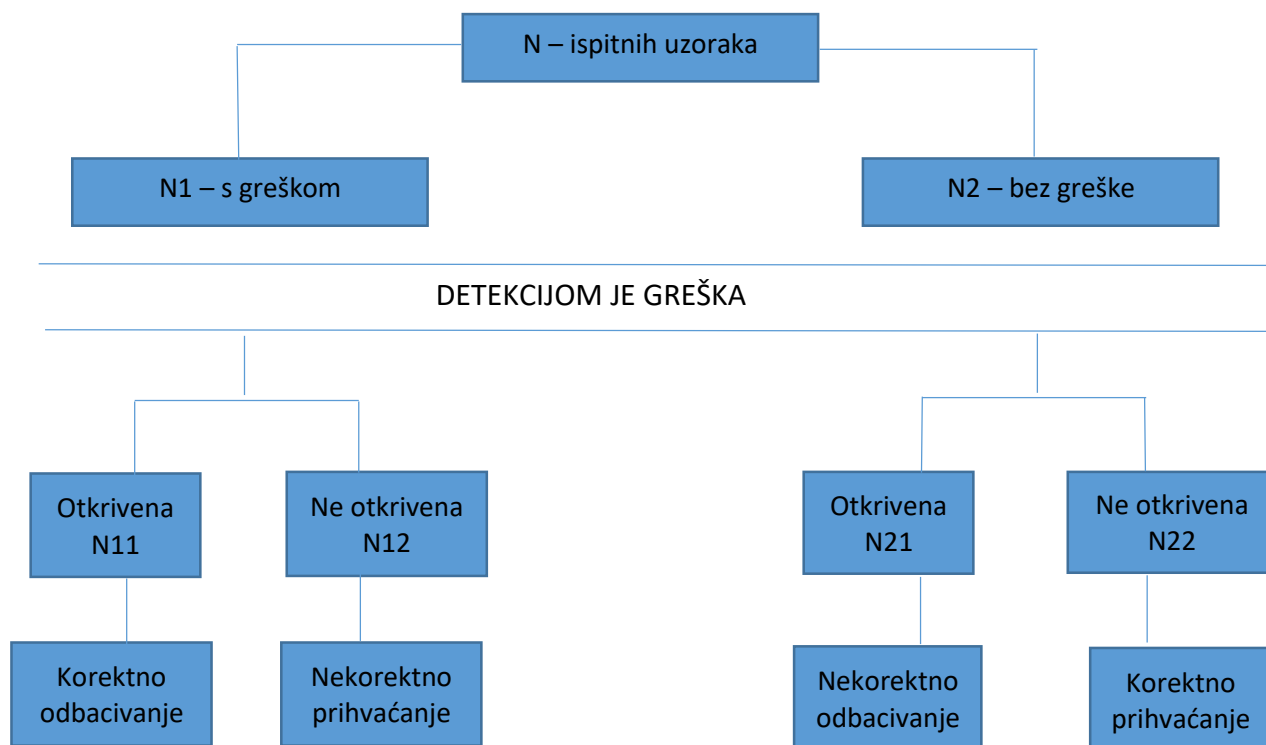 N – ispitnih uzoraka
N1 – s greškom
N2 – bez greške
DETEKCIJOM JE GREŠKA
Otkrivena
N11
Ne otkrivena
N12
Otkrivena
N21
Ne otkrivena
N22
Korektno
odbacivanje
Nekorektno
prihvaćanje
Nekorektno
odbacivanje
Korektno
prihvaćanje